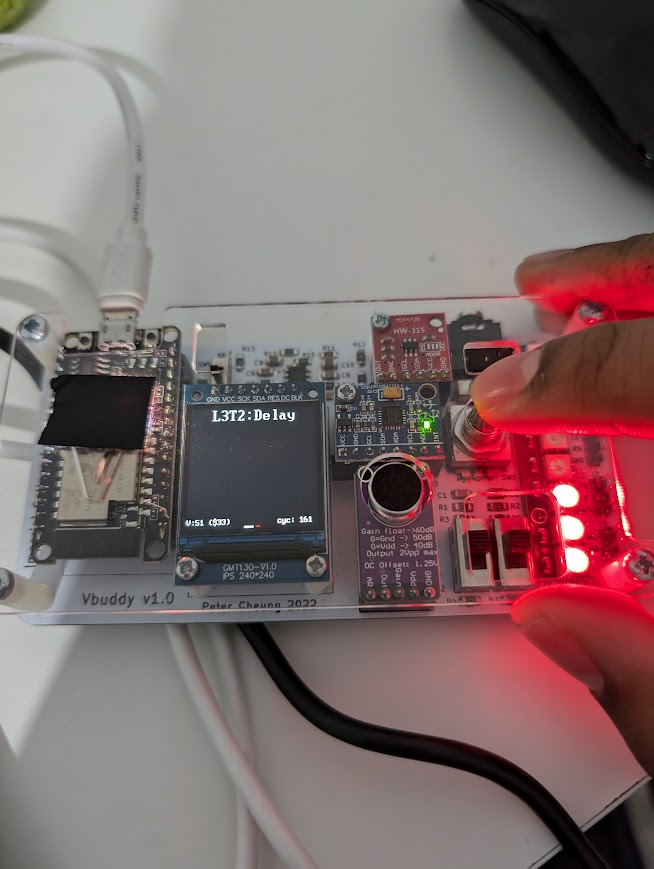 HW-315
GND VCC SCK SDA RES DC BLK
L3T2:Delay
V:51 ($33)
cyc: 161
GMT130-V1.0
IPS 240*240
Vbuddy v1.0
Peter Cheung 2022
C1
R1
R2
R3
Gain float->60dB
G=Gnd -> 50dB
G=Vdd -> 40dB
Output 2Vpp max
DC Offset: 1.25V
AR Out Gain Vdd GND